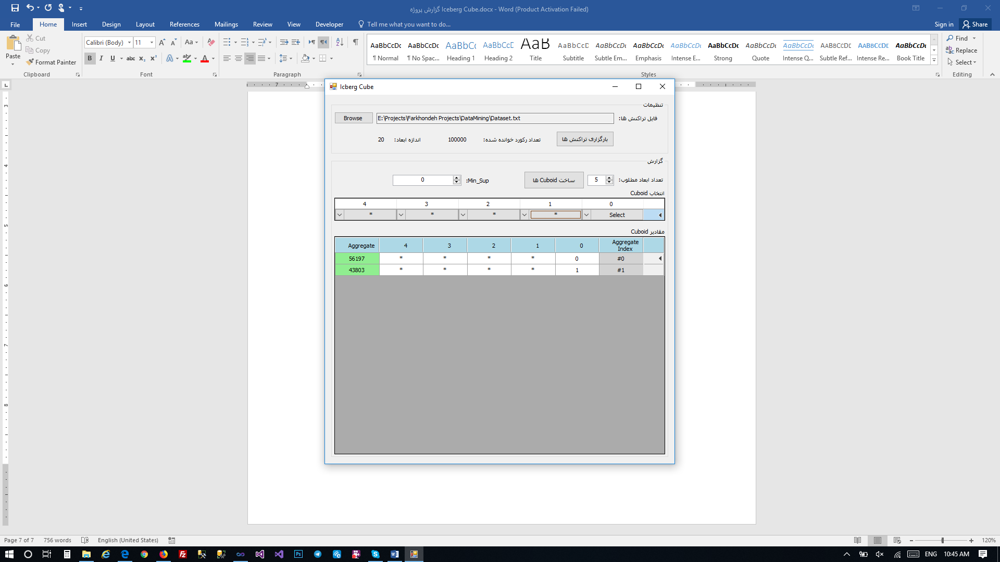 گزارش پروژه Iceberg Cube.docx - Word (Product Activation Failed)
File Home Insert Design Layout References Mailings Review View Developer Tell me what you want to do... Sign in Share
Paste Cut Copy Format Painter
Calibri (Body) 11
AaBbCcDc AaBbCcDc AaBbC( AaBbCcC AaB AaBbCcC AaBbCcDc AaBbCcDc AaBbCcDc AaBbCcDc AaBbCcDc AaBbCcDc AaBbCcDc AaBbCcDc AaBbCcDc
¶ Normal ¶ No Spac... Heading 1 Heading 2 Title Subtitle Subtle Em... Emphasis Intense E... Strong Quote Intense Q... Subtle Ref... Intense Re... Book Title
Find Replace Select
Clipboard Font Paragraph Styles Editing
Icberg Cube
تنظیمات
فایل تراکنش ها: E:\Projects\Farkhondeh Projects\DataMining\Dataset.txt Browse
بارگزاری تراکنش ها تعداد رکورد خوانده شده: 100000 اندازه ابعاد: 20
گزارش
تعداد ابعاد مطلوب: 5 ساخت Cuboid ها Min_Sup: 0
انتخاب Cuboid
4 3 2 1 0
* * * * Select
مقادیر Cuboid
Aggregate 4 3 2 1 0 Aggregate Index
56197 * * * * 0 #0
43803 * * * * 1 #1
Page 7 of 7 756 words English (United States) 120%
ENG 10:45 AM